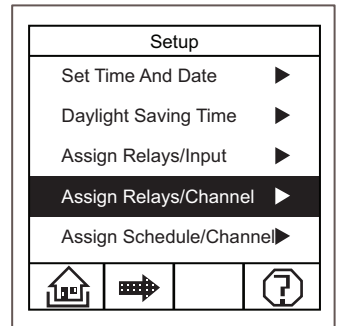 Setup
Set Time And Date
Daylight Saving Time
Assign Relays/Input
Assign Relays/Channel
Assign Schedule/Channel
?